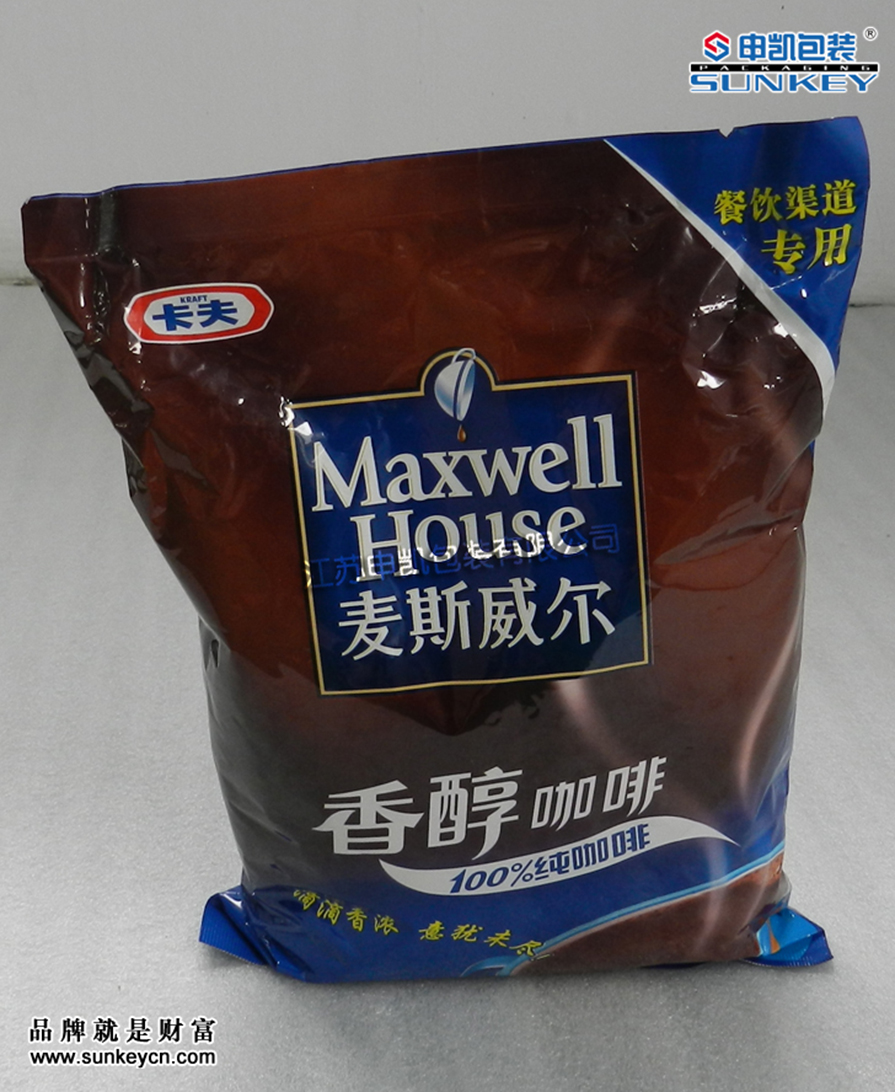 申凯包装®
PACKAGING
SUNKEY
餐饮渠道
专用
KRAFT
卡夫
Maxwell
House
江苏申凯包装有限公司
麦斯威尔
香醇咖啡
100%纯咖啡
滴滴香浓 意犹未尽
品牌就是财富
www.sunkeycn.com